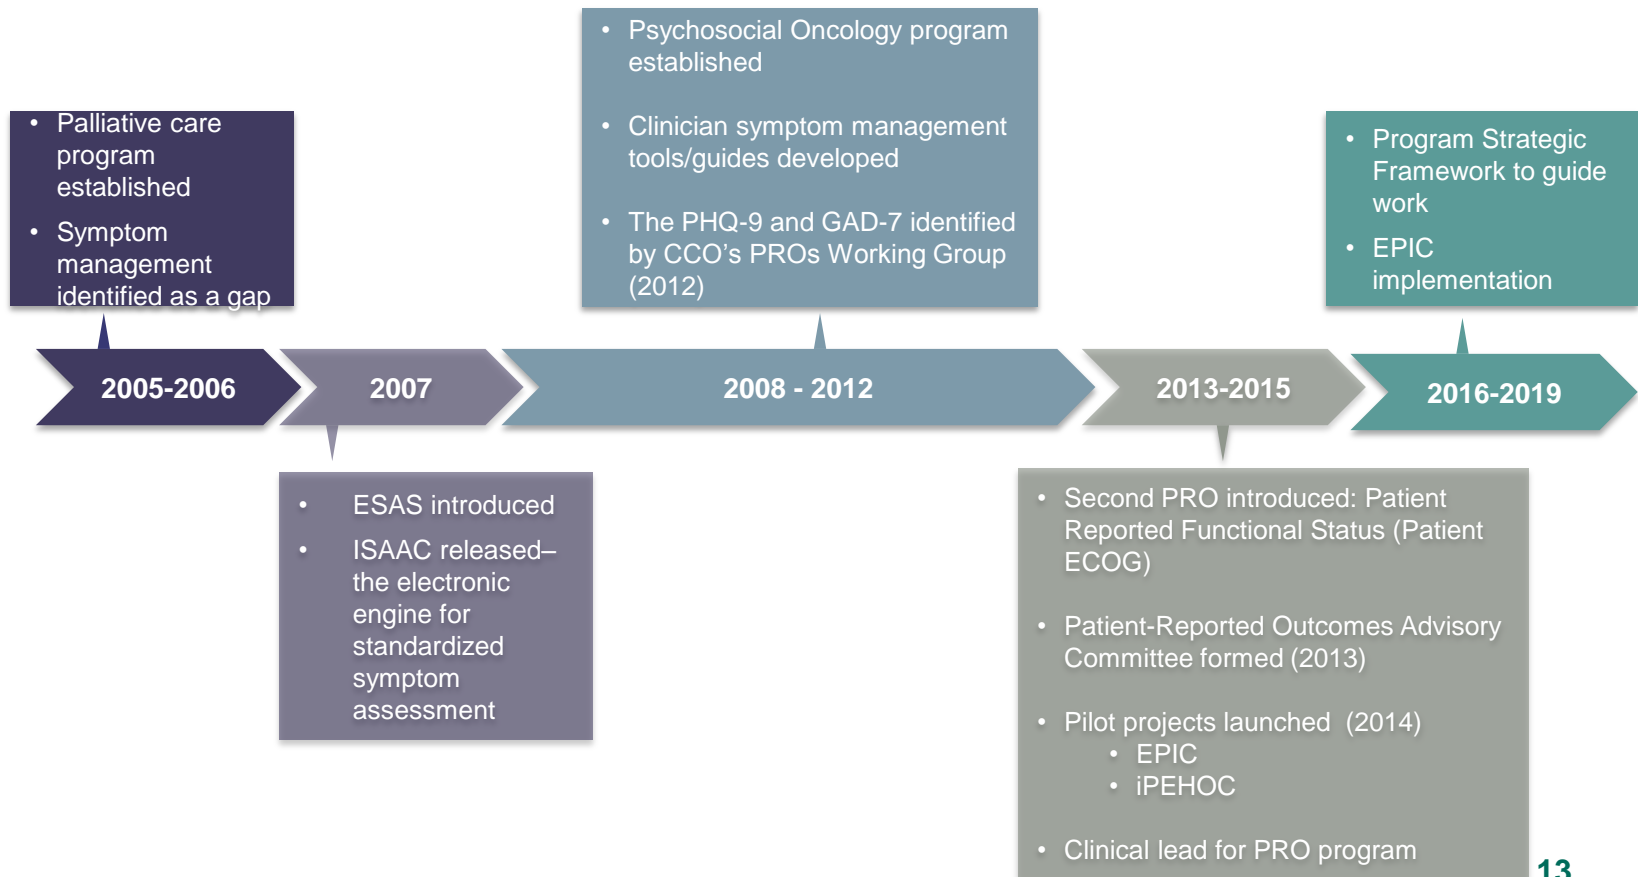 • Palliative care
program
established
• Symptom
management
identified as a gap
• Psychosocial Oncology program
established
• Clinician symptom management
tools/guides developed
• The PHQ-9 and GAD-7 identified
by CCO’s PROs Working Group
(2012)
• Program Strategic
Framework to guide
work
• EPIC
implementation
2005-2006
2007
2008 - 2012
2013-2015
2016-2019
• ESAS introduced
• ISAAC released–
the electronic
engine for
standardized
symptom
assessment
• Second PRO introduced: Patient
Reported Functional Status (Patient
ECOG)
• Patient-Reported Outcomes Advisory
Committee formed (2013)
• Pilot projects launched (2014)
• EPIC
• iPEHOC
• Clinical lead for PRO program
13